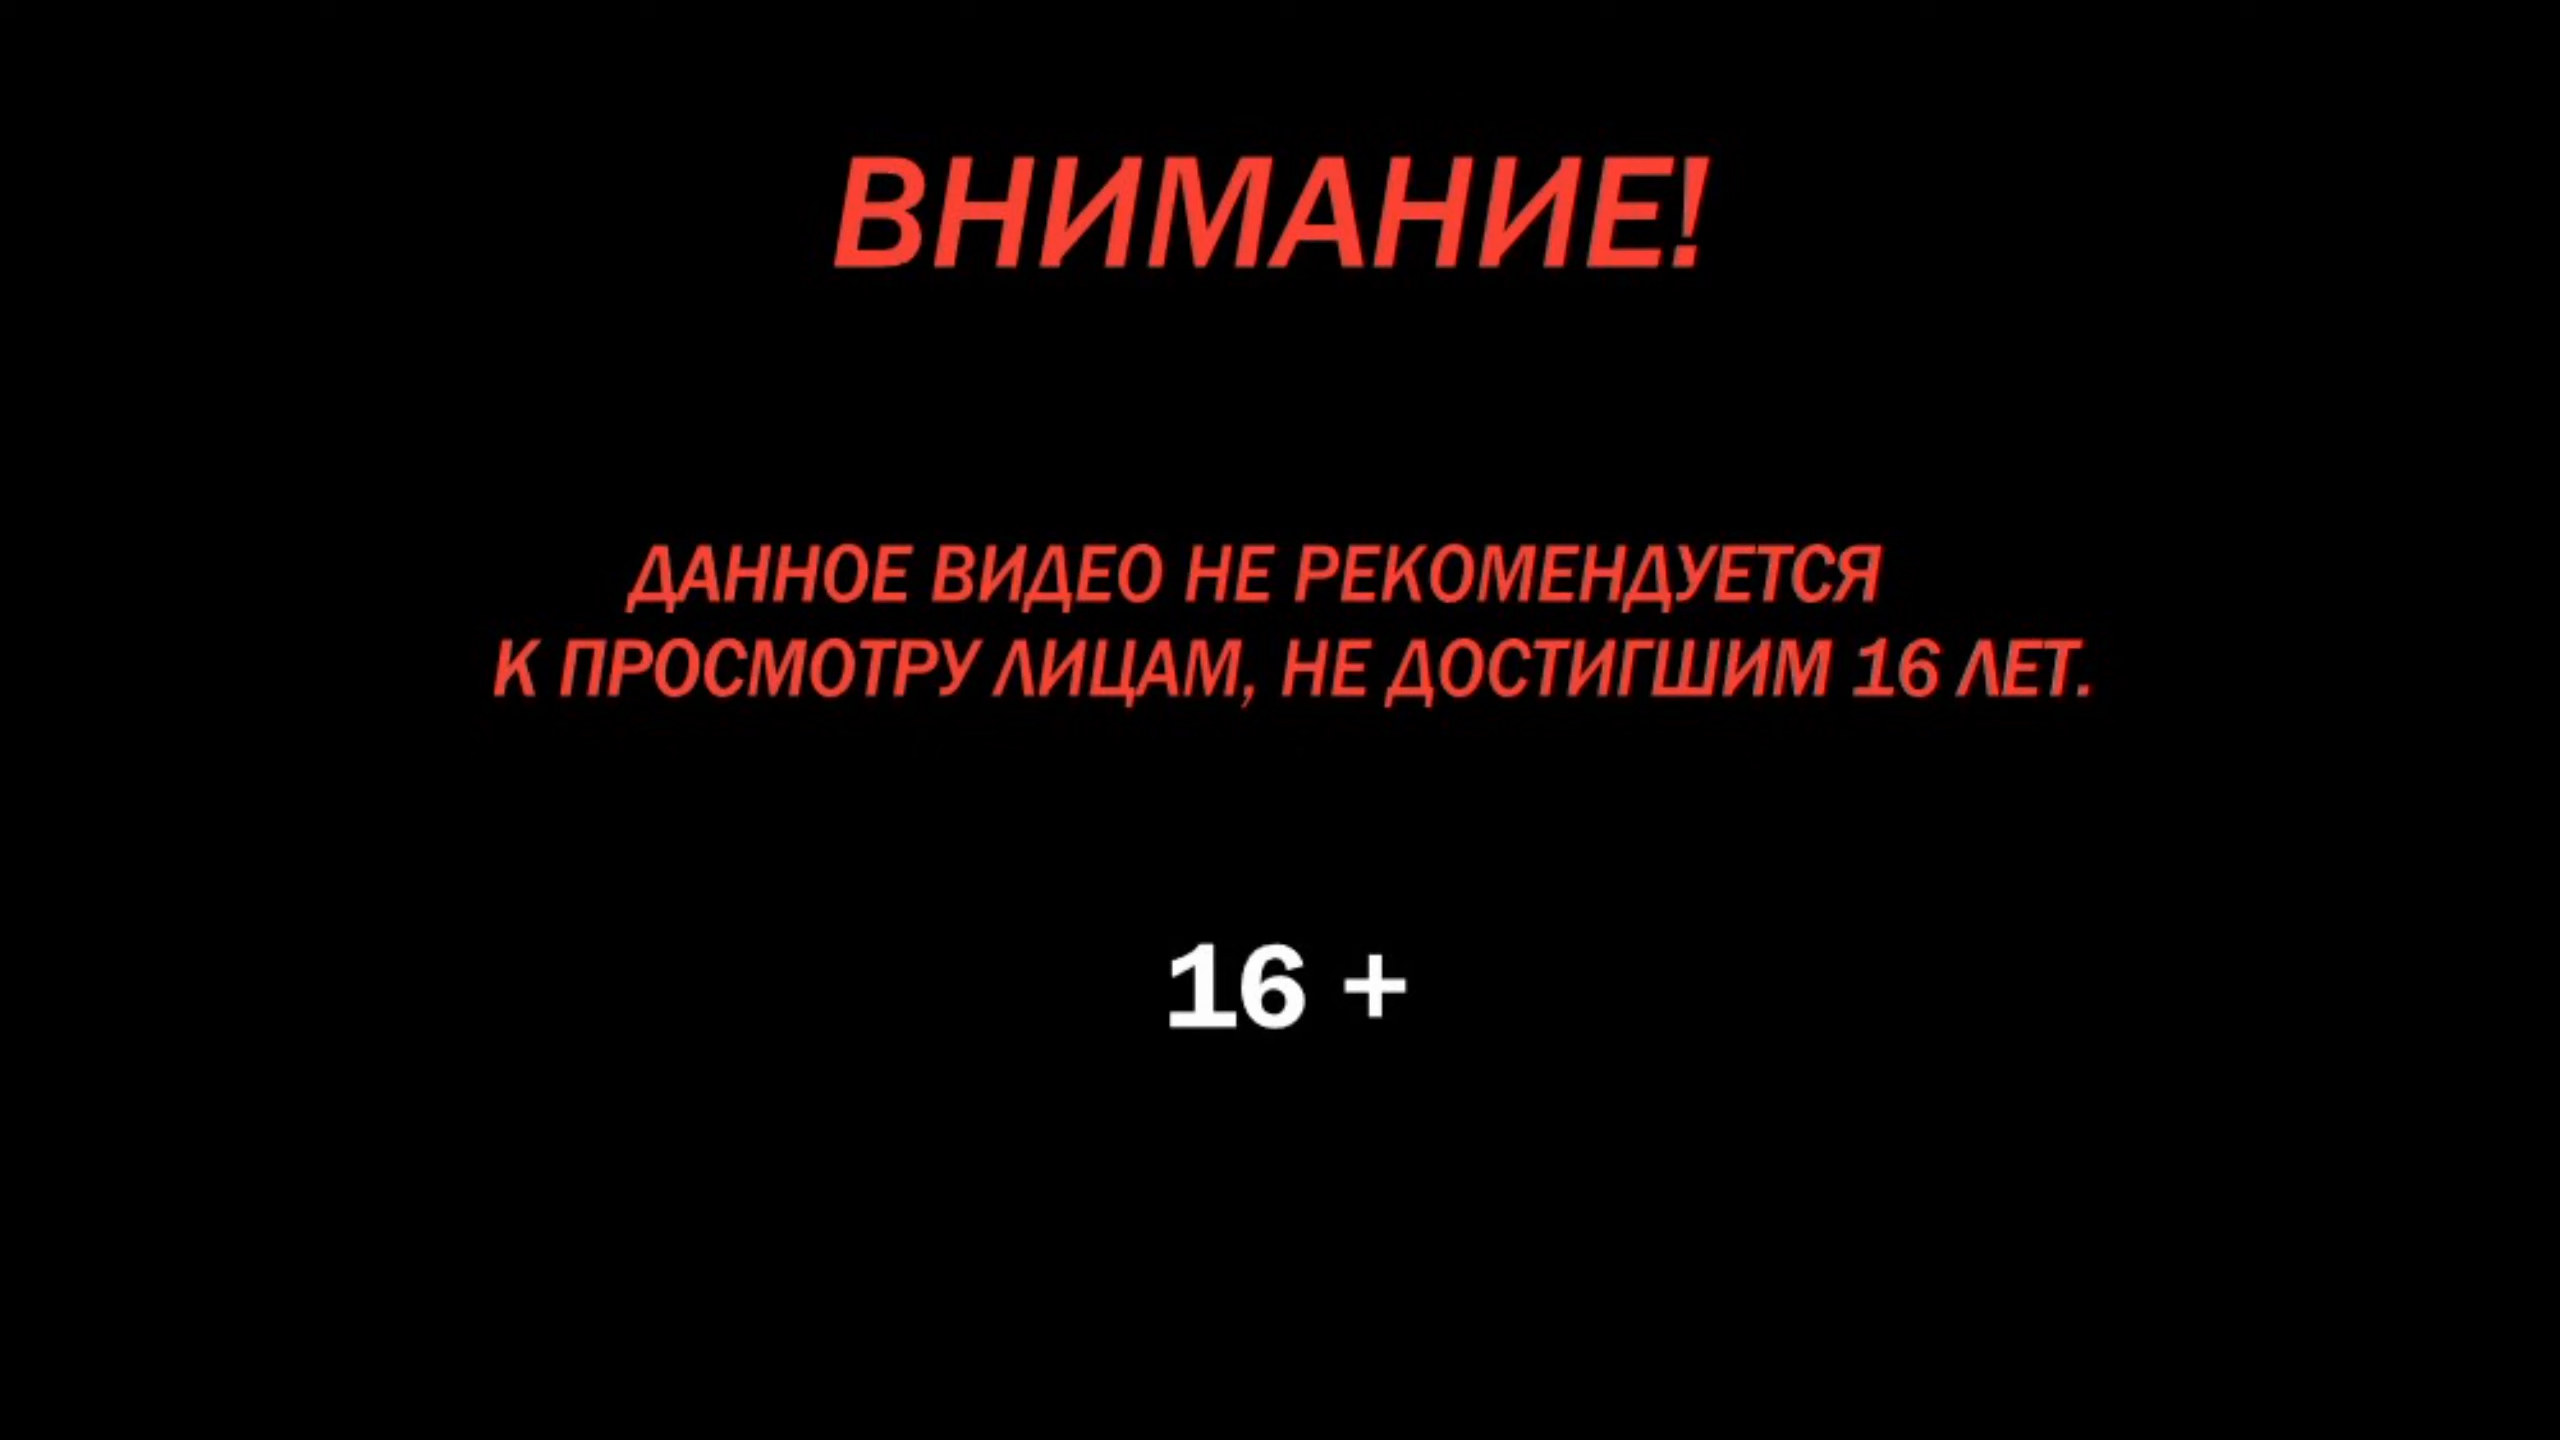 ВНИМАНИЕ!
ДАННОЕ ВИДЕО НЕ РЕКОМЕНДУЕТСЯ
К ПРОСМОТРУ ЛИЦАМ, НЕ ДОСТИГШИМ 16 ЛЕТ.
16 +